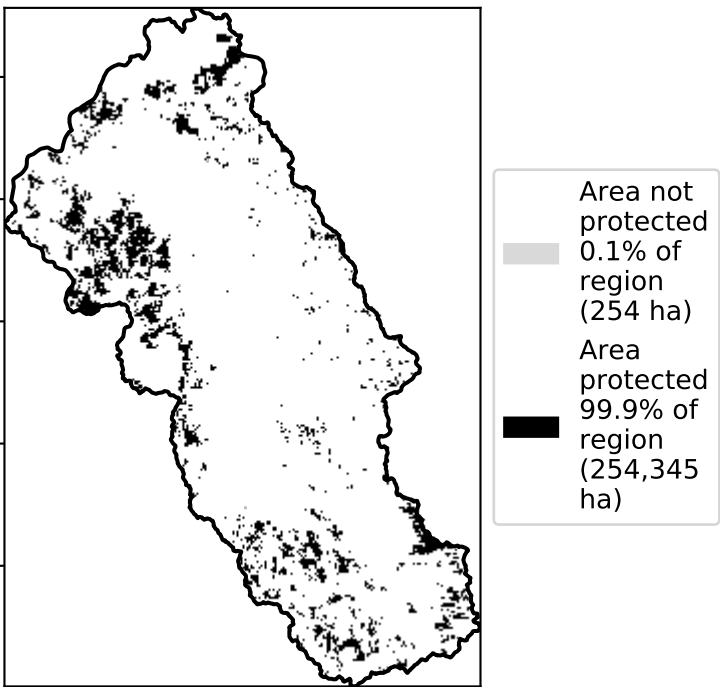 Area not
protected
0.1% of
region
(254 ha)
Area
protected
99.9% of
region
(254,345
ha)